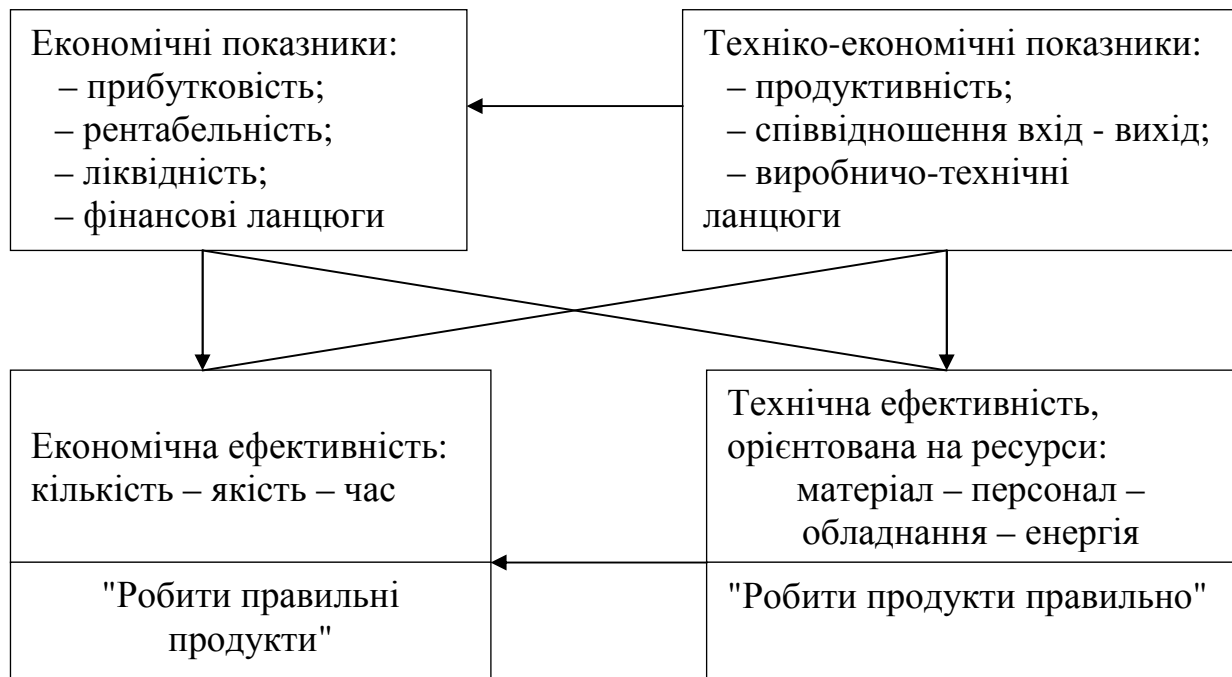 Економічні показники:
– прибутковість;
– рентабельність;
– ліквідність;
– фінансові ланцюги
Техніко-економічні показники:
– продуктивність;
– співвідношення вхід - вихід;
– виробничо-технічні
ланцюги
Економічна ефективність:
кількість – якість – час
"Робити правильні
продукти"
Технічна ефективність,
орієнтована на ресурси:
матеріал – персонал –
обладнання – енергія
"Робити продукти правильно"